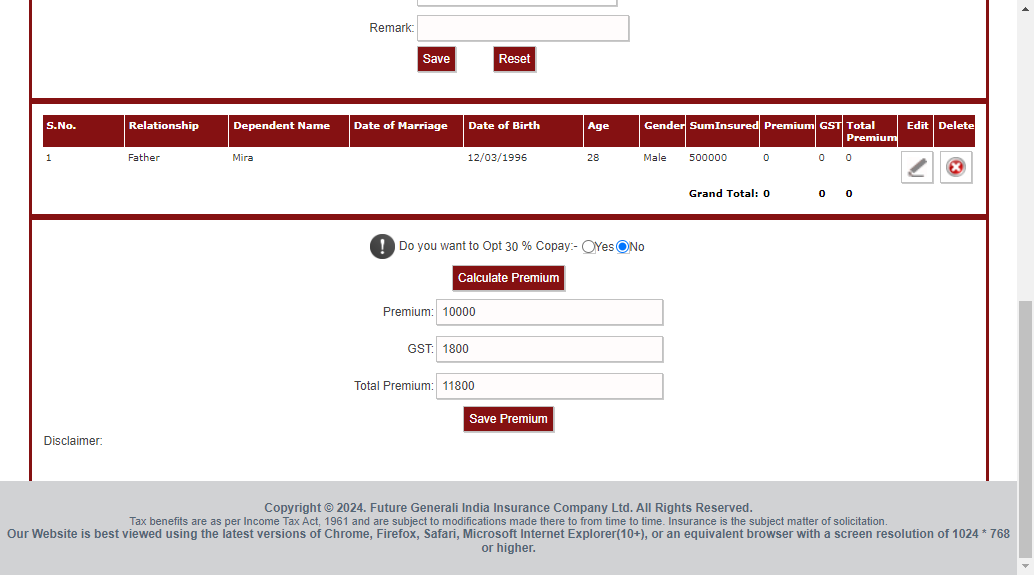 Remark:
Save Reset
S.No. Relationship Dependent Name Date of Marriage Date of Birth Age Gender SumInsured Premium GST Total Premium Edit Delete
1 Father Mira 12/03/1996 28 Male 500000 0 0 0
Grand Total: 0 0 0
Do you want to Opt 30 % Copay:- Yes No
Calculate Premium
Premium: 10000
GST: 1800
Total Premium: 11800
Save Premium
Disclaimer:
Copyright © 2024. Future Generali India Insurance Company Ltd. All Rights Reserved.
Tax benefits are as per Income Tax Act, 1961 and are subject to modifications made there to from time to time. Insurance is the subject matter of solicitation.
Our Website is best viewed using the latest versions of Chrome, Firefox, Safari, Microsoft Internet Explorer(10+), or an equivalent browser with a screen resolution of 1024 * 768
or higher.